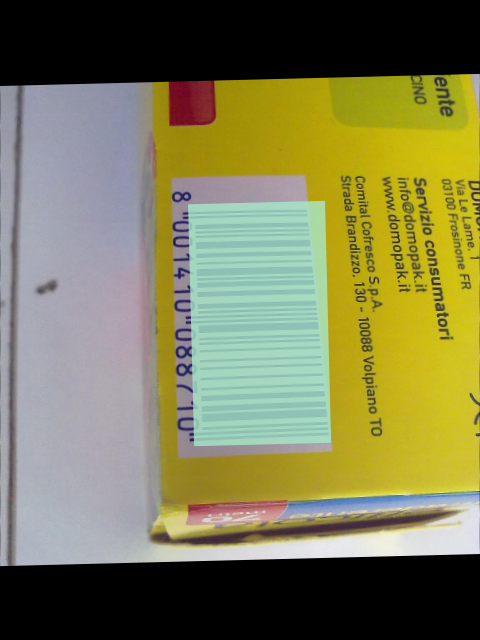 ente
CINO
Via Le Lame, 1
03100 Frosinone FR
Servizio consumatori
info@domopak.it
www.domopak.it
Comital Cofresco S.p.A.
Strada Brandizzo, 130 - 10088 Volpiano TO
8 "001410"088710"
metri